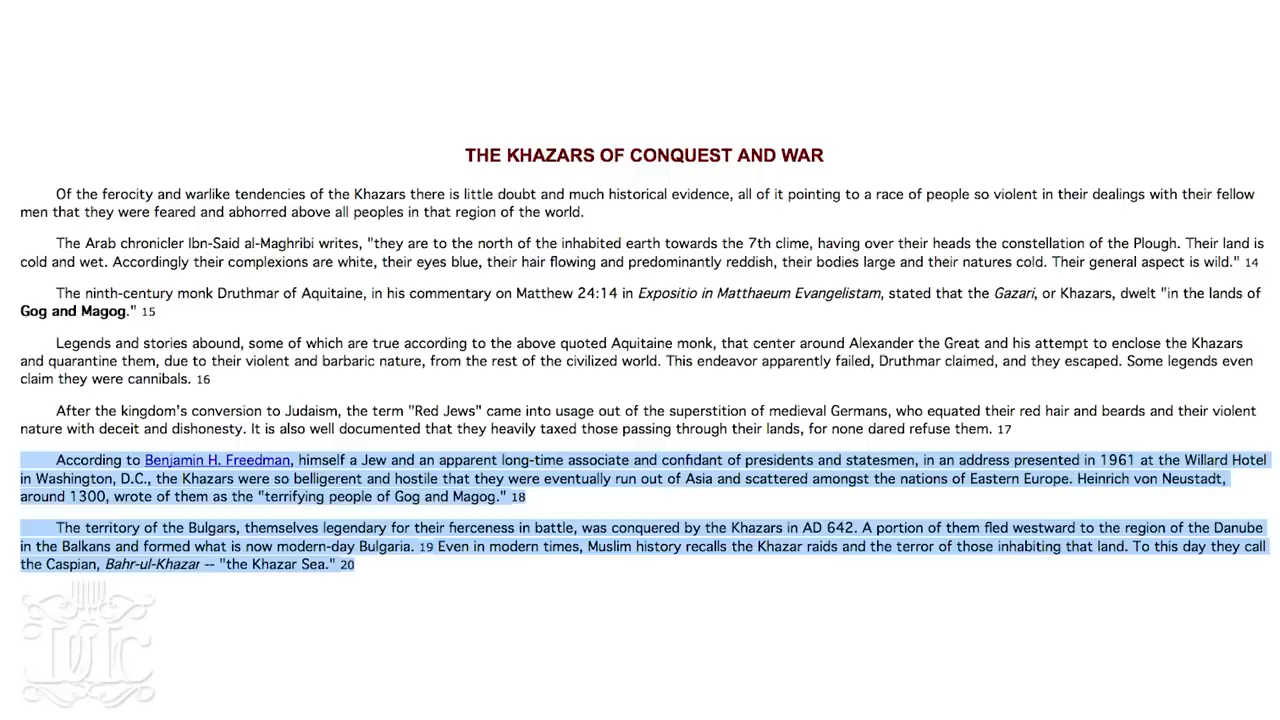 THE KHAZARS OF CONQUEST AND WAR
Of the ferocity and warlike tendencies of the Khazars there is little doubt and much historical evidence, all of it pointing to a race of people so violent in their dealings with their fellow
men that they were feared and abhorred above all peoples in that region of the world.
The Arab chronicler Ibn-Said al-Maghribi writes, "they are to the north of the inhabited earth towards the 7th clime, having over their heads the constellation of the Plough. Their land is
cold and wet. Accordingly their complexions are white, their eyes blue, their hair flowing and predominantly reddish, their bodies large and their natures cold. Their general aspect is wild." 14
The ninth-century monk Druthmar of Aquitaine, in his commentary on Matthew 24:14 in Expositio in Matthaeum Evangelistam, stated that the Gazari, or Khazars, dwelt "in the lands of
Gog and Magog." 15
Legends and stories abound, some of which are true according to the above quoted Aquitaine monk, that center around Alexander the Great and his attempt to enclose the Khazars
and quarantine them, due to their violent and barbaric nature, from the rest of the civilized world. This endeavor apparently failed, Druthmar claimed, and they escaped. Some legends even
claim they were cannibals. 16
After the kingdom's conversion to Judaism, the term "Red Jews" came into usage out of the superstition of medieval Germans, who equated their red hair and beards and their violent
nature with deceit and dishonesty. It is also well documented that they heavily taxed those passing through their lands, for none dared refuse them. 17
According to Benjamin H. Freedman, himself a Jew and an apparent long-time associate and confidant of presidents and statesmen, in an address presented in 1961 at the Willard Hotel
in Washington, D.C., the Khazars were so belligerent and hostile that they were eventually run out of Asia and scattered amongst the nations of Eastern Europe. Heinrich von Neustadt,
around 1300, wrote of them as the "terrifying people of Gog and Magog." 18
The territory of the Bulgars, themselves legendary for their fierceness in battle, was conquered by the Khazars in AD 642. A portion of them fled westward to the region of the Danube
in the Balkans and formed what is now modern-day Bulgaria. 19 Even in modern times, Muslim history recalls the Khazar raids and the terror of those inhabiting that land. To this day they call
the Caspian, Bahr-ul-Khazar -- "the Khazar Sea." 20